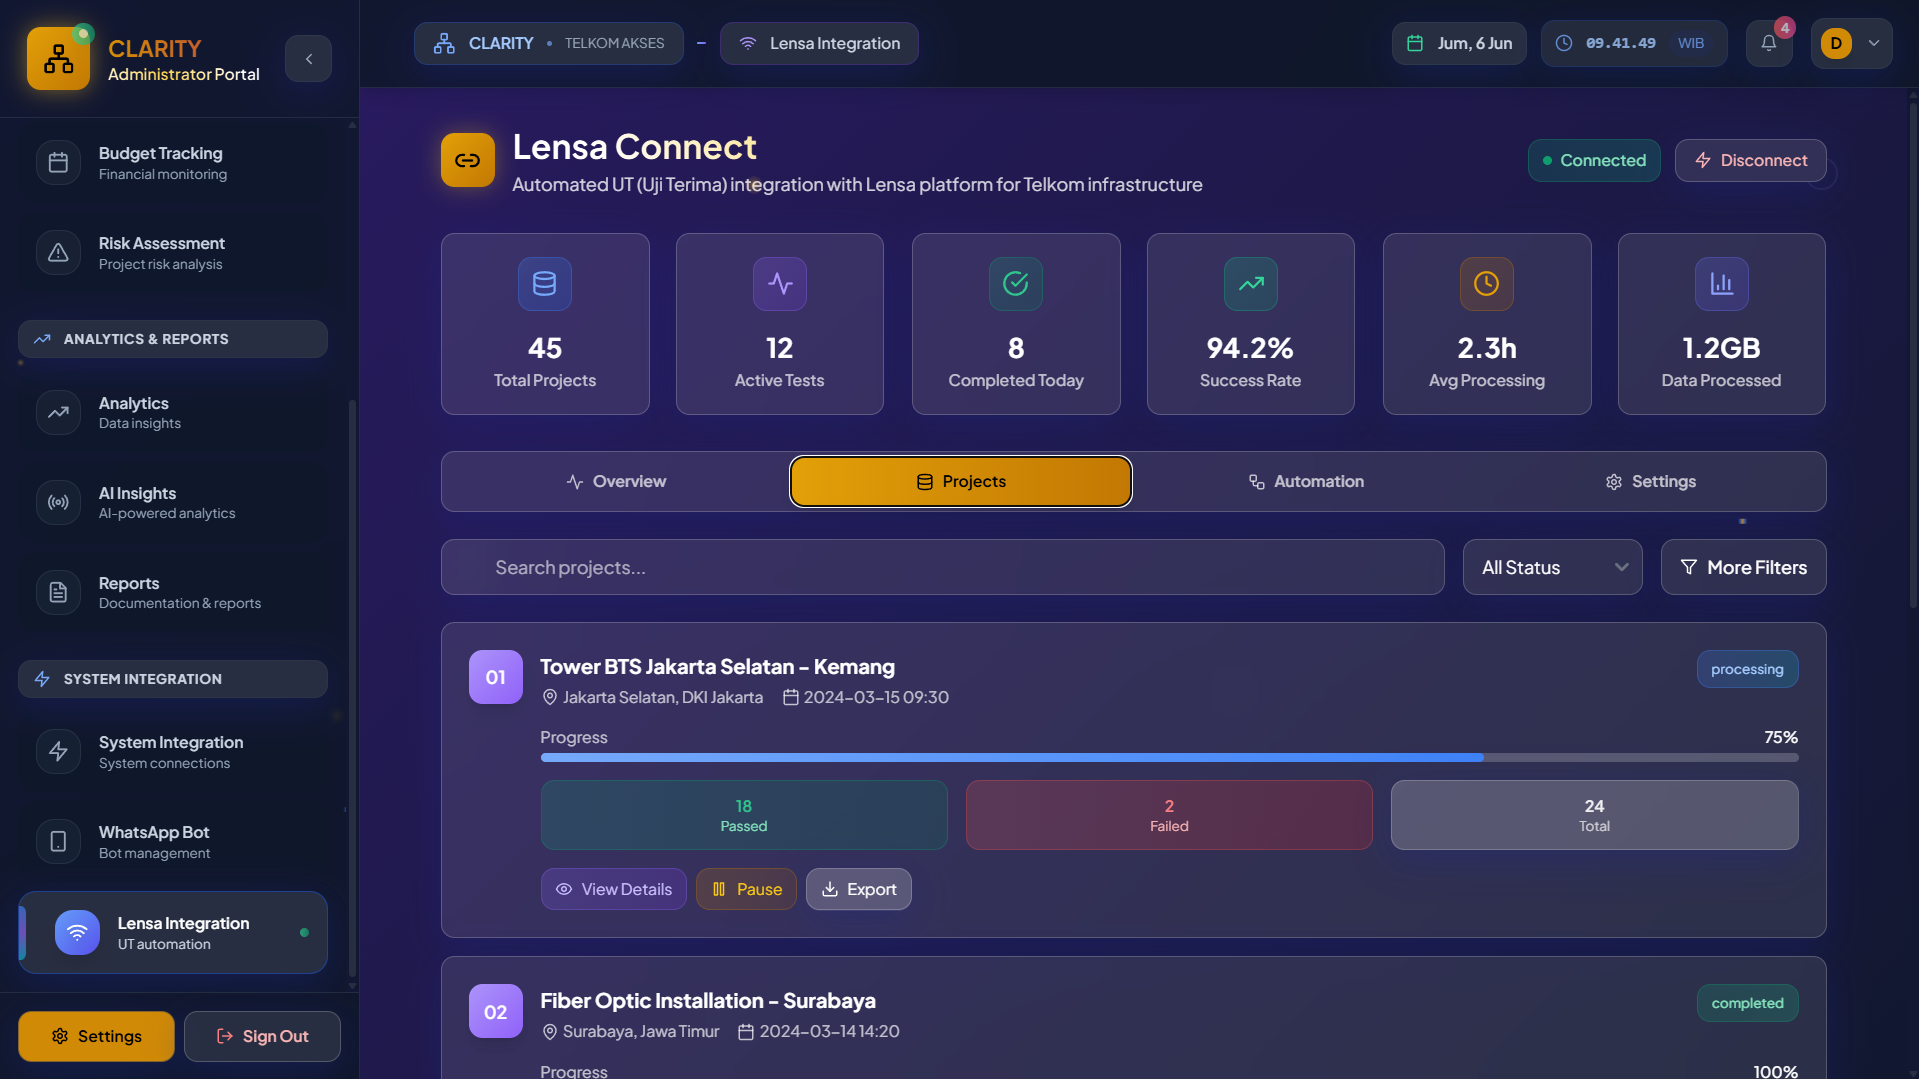 CLARITY
Administrator Portal
Budget Tracking
Financial monitoring
Risk Assessment
Project risk analysis
ANALYTICS & REPORTS
Analytics
Data insights
AI Insights
AI-powered analytics
Reports
Documentation & reports
SYSTEM INTEGRATION
System Integration
System connections
WhatsApp Bot
Bot management
Lensa Integration
UT automation
Settings
Sign Out
CLARITY • TELKOM AKSES
Lensa Integration
Jum, 6 Jun
09.41.49 WIB
4
D
Lensa Connect
Automated UT (Uji Terima) integration with Lensa platform for Telkom infrastructure
Connected
Disconnect
45
Total Projects
12
Active Tests
8
Completed Today
94.2%
Success Rate
2.3h
Avg Processing
1.2GB
Data Processed
Overview
Projects
Automation
Settings
Search projects...
All Status
More Filters
01
Tower BTS Jakarta Selatan - Kemang
processing
Jakarta Selatan, DKI Jakarta
2024-03-15 09:30
Progress
75%
18
Passed
2
Failed
24
Total
View Details
Pause
Export
02
Fiber Optic Installation - Surabaya
completed
Surabaya, Jawa Timur
2024-03-14 14:20
Progress
100%